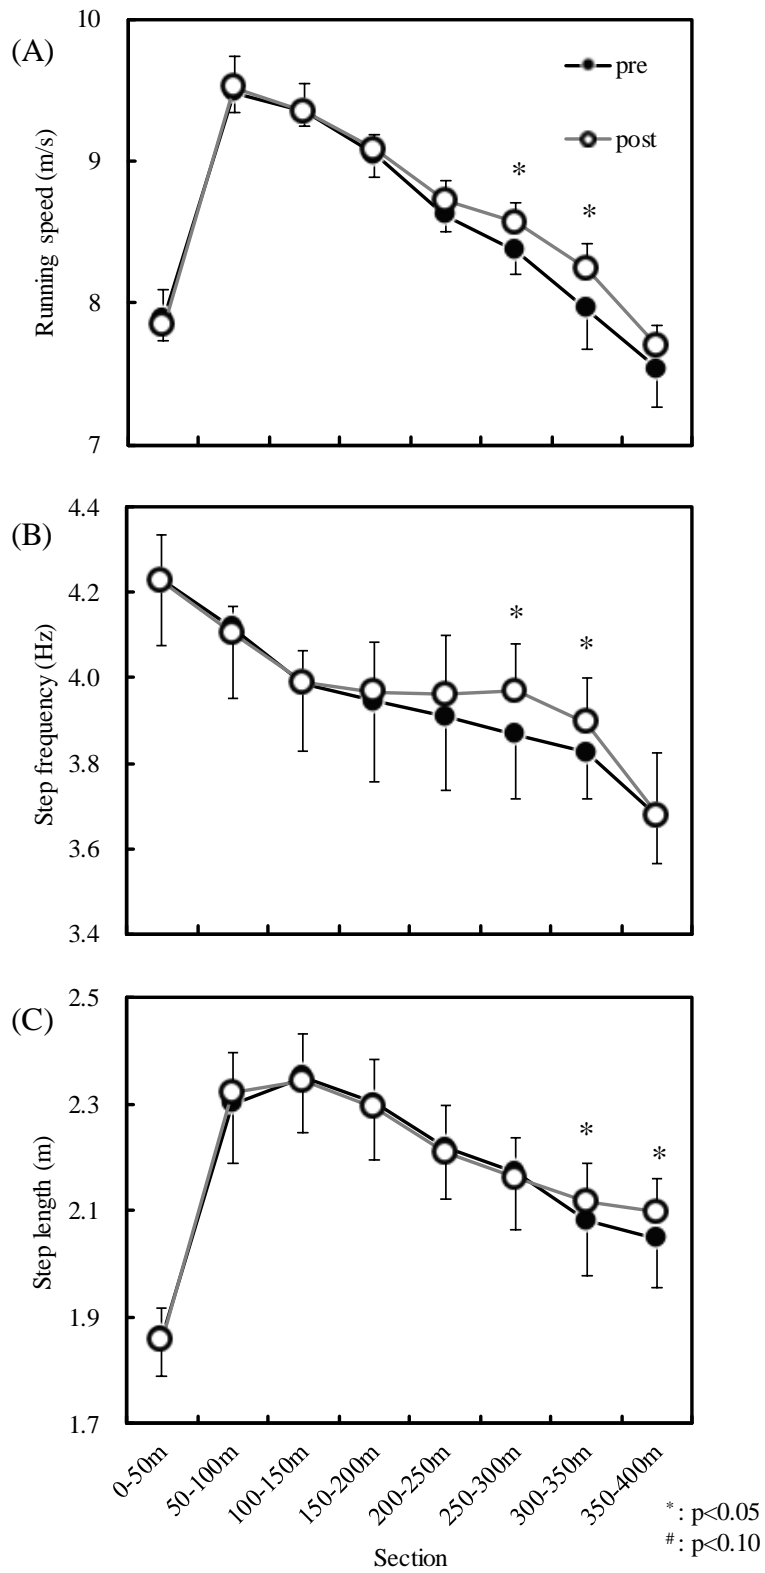 (A)
Running speed (m/s)
10
9
8
7
pre
post
*
*
(B)
Step frequency (Hz)
4.4
4.2
4.0
3.8
3.6
3.4
*
*
(C)
Step length (m)
2.5
2.3
2.1
1.9
1.7
*
*
0-50m
50-100m
100-150m
150-200m
200-250m
250-300m
300-350m
350-400m
Section
* : p<0.05
# : p<0.10